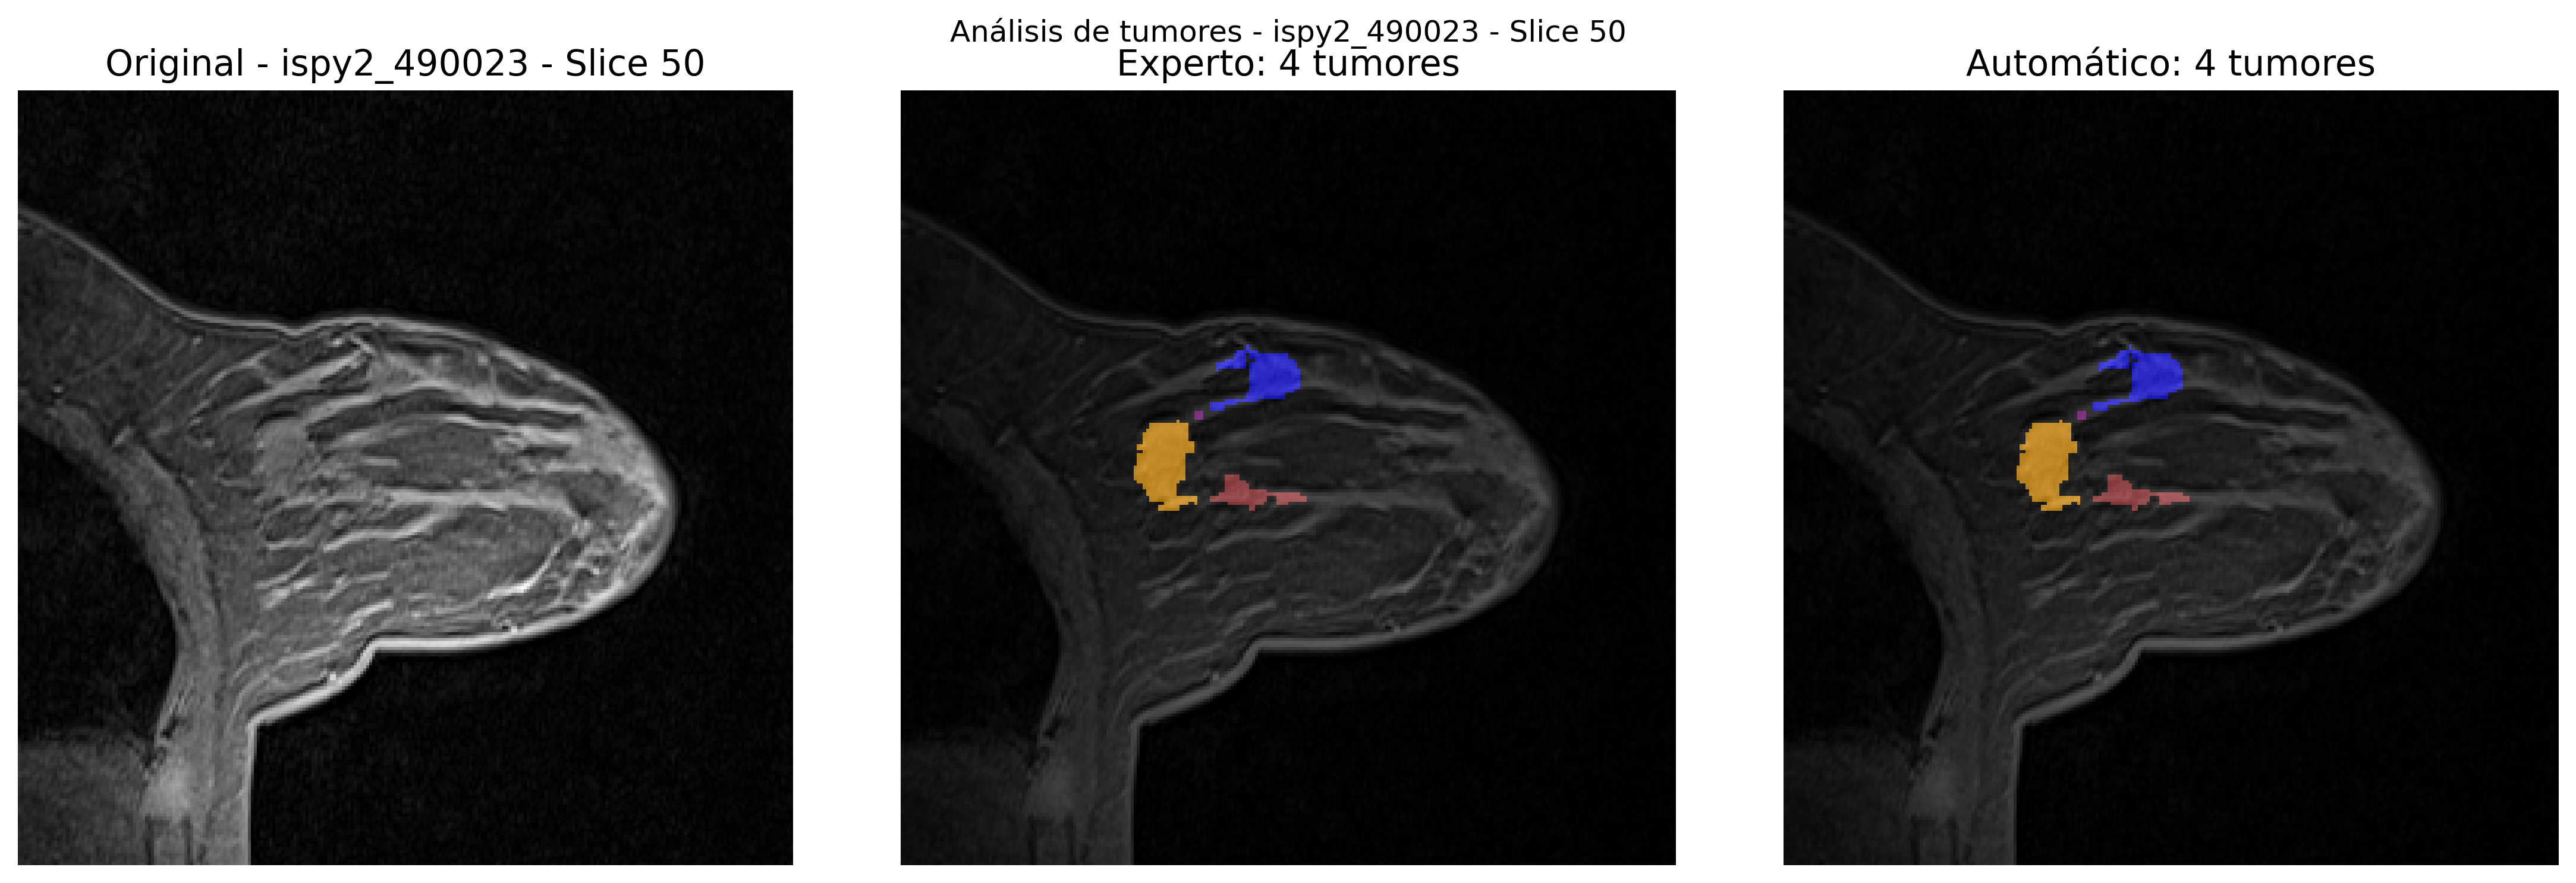 Análisis de tumores - ispy2_490023 - Slice 50
Original - ispy2_490023 - Slice 50
Experto: 4 tumores
Automático: 4 tumores